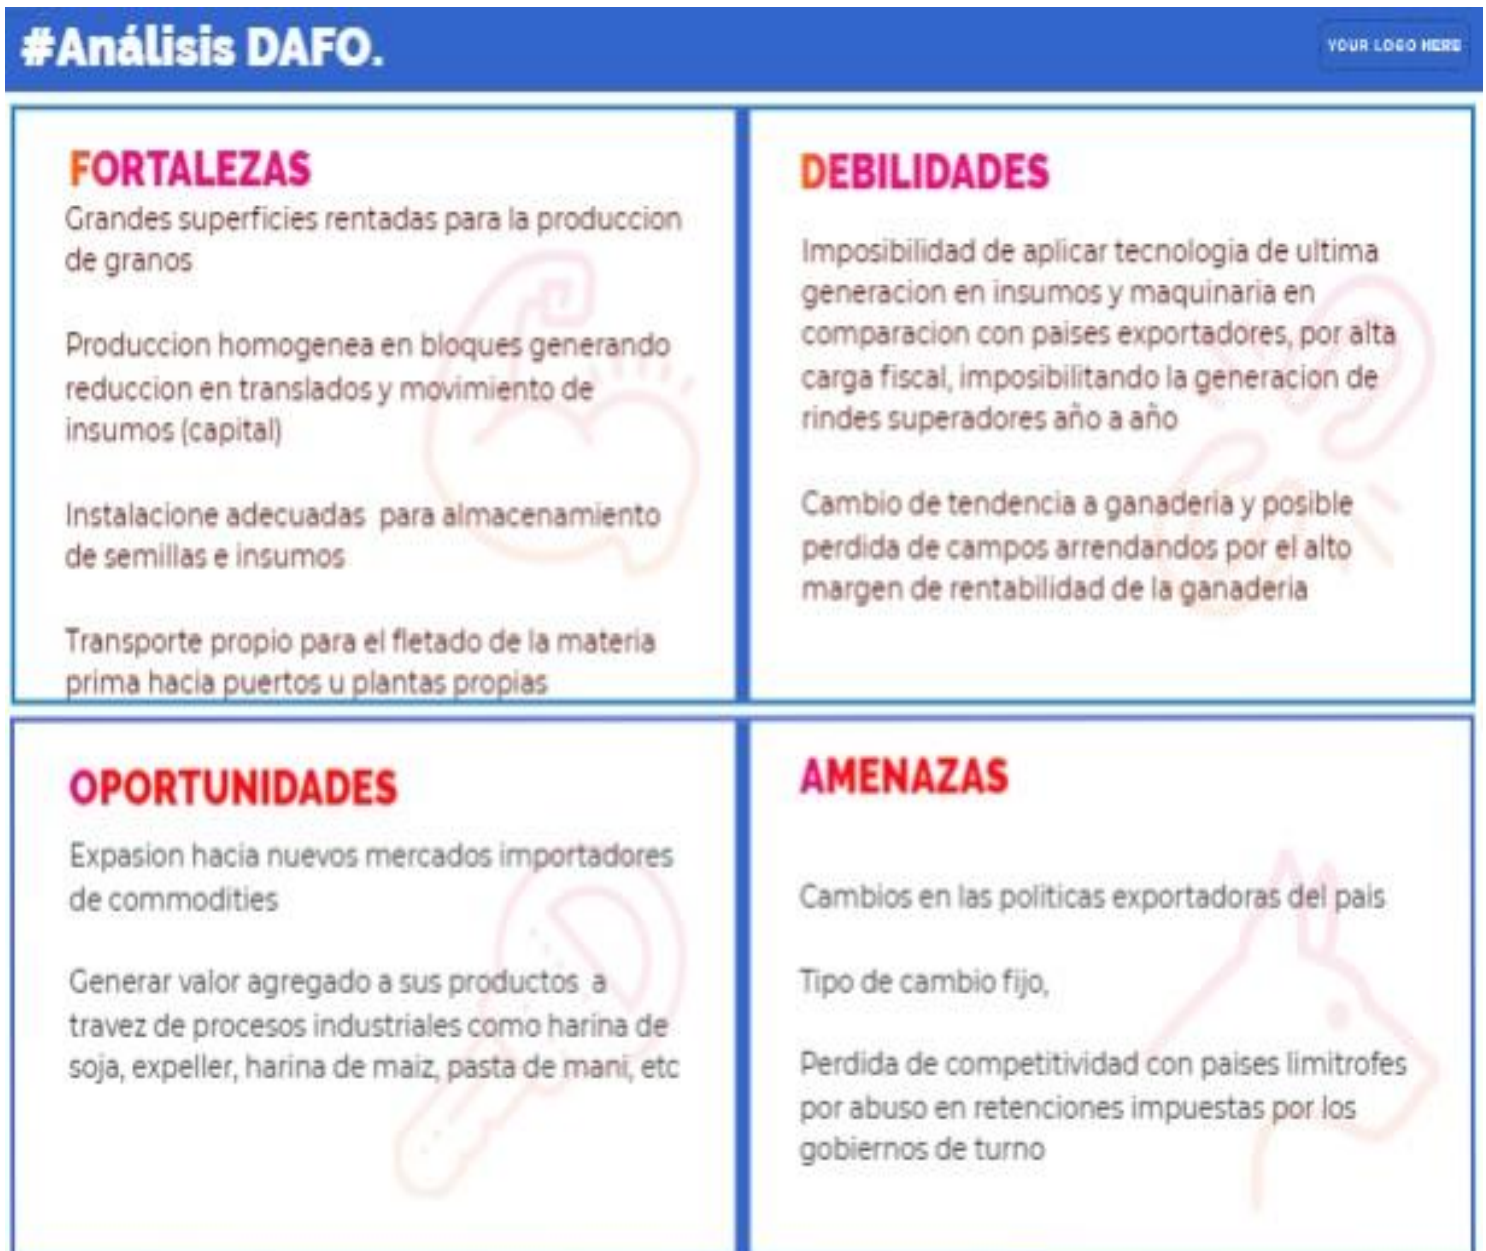 #Análisis DAFO.
YOUR LOGO HERE
FORTALEZAS
Grandes superficies rentadas para la produccion
de granos
Produccion homogenea en bloques generando
reduccion en translados y movimiento de
insumos (capital)
Instalacione adecuadas para almacenamiento
de semillas e insumos
Transporte propio para el fletado de la materia
prima hacia puertos u plantas propias
DEBILIDADES
Imposibilidad de aplicar tecnologia de ultima
generacion en insumos y maquinaria en
comparacion con paises exportadores, por alta
carga fiscal, imposibilitando la generacion de
rindes superadores año a año
Cambio de tendencia a ganaderia y posible
perdida de campos arrendandos por el alto
margen de rentabilidad de la ganaderia
OPORTUNIDADES
Expasion hacia nuevos mercados importadores
de commodities
Generar valor agregado a sus productos a
travez de procesos industriales como harina de
soja, expeller, harina de maiz, pasta de mani, etc
AMENAZAS
Cambios en las politicas exportadoras del pais
Tipo de cambio fijo,
Perdida de competitividad con paises limitrofes
por abuso en retenciones impuestas por los
gobiernos de turno